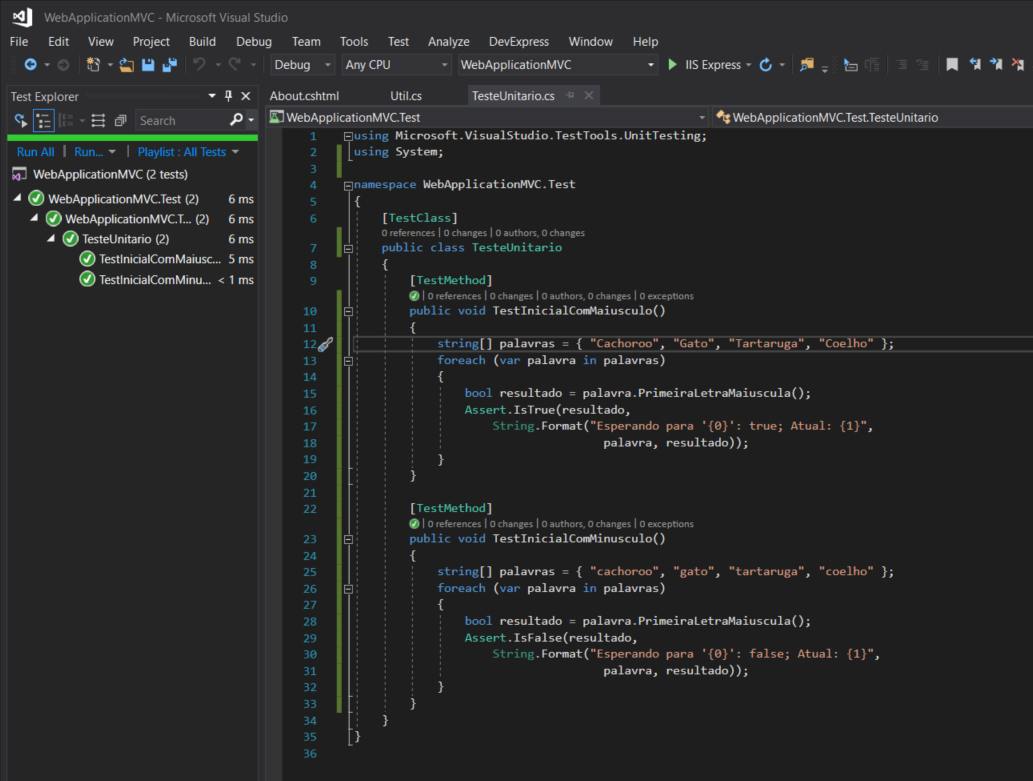 WebApplicationMVC - Microsoft Visual Studio
File Edit View Project Build Debug Team Tools Test Analyze DevExpress Window Help
Debug Any CPU WebApplicationMVC IIS Express
Test Explorer
Search
Run All | Run... | Playlist : All Tests
WebApplicationMVC (2 tests)
WebApplicationMVC.Test (2) 6 ms
WebApplicationMVC.T... (2) 6 ms
TesteUnitario (2) 6 ms
TestInicialComMaiusc... 5 ms
TestInicialComMinu... < 1 ms
About.cshtml Util.cs TesteUnitario.cs
WebApplicationMVC.Test WebApplicationMVC.Test.TesteUnitario
1 using Microsoft.VisualStudio.TestTools.UnitTesting;
2 using System;
3
4 namespace WebApplicationMVC.Test
5 {
6 [TestClass]
0 references | 0 changes | 0 authors, 0 changes
7 public class TesteUnitario
8 {
9 [TestMethod]
| 0 references | 0 changes | 0 authors, 0 changes | 0 exceptions
10 public void TestInicialComMaiusculo()
11 {
12 string[] palavras = { "Cachoroo", "Gato", "Tartaruga", "Coelho" };
13 foreach (var palavra in palavras)
14 {
15 bool resultado = palavra.PrimeiraLetraMaiuscula();
16 Assert.IsTrue(resultado,
17 String.Format("Esperando para '{0}': true; Atual: {1}",
18 palavra, resultado));
19 }
20 }
21
22 [TestMethod]
| 0 references | 0 changes | 0 authors, 0 changes | 0 exceptions
23 public void TestInicialComMinusculo()
24 {
25 string[] palavras = { "cachoroo", "gato", "tartaruga", "coelho" };
26 foreach (var palavra in palavras)
27 {
28 bool resultado = palavra.PrimeiraLetraMaiuscula();
29 Assert.IsFalse(resultado,
30 String.Format("Esperando para '{0}': false; Atual: {1}",
31 palavra, resultado));
32 }
33 }
34 }
35 }
36